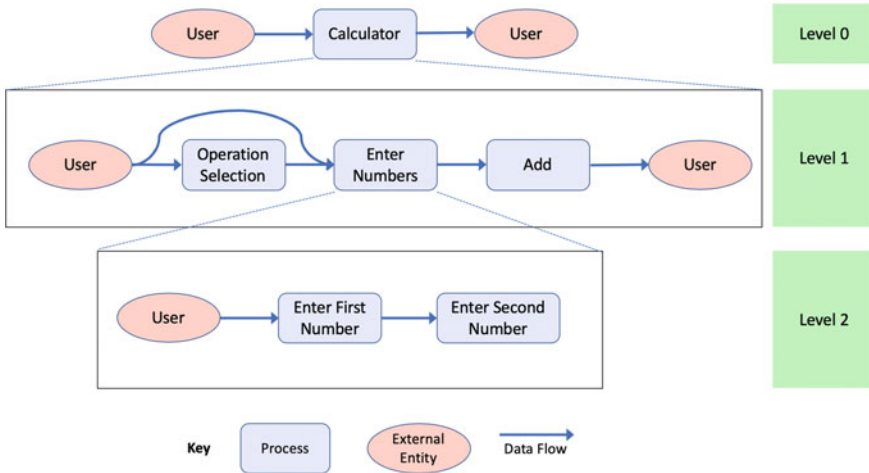 User
Calculator
User
Level 0
User
Operation
Selection
Enter
Numbers
Add
User
Level 1
User
Enter First
Number
Enter Second
Number
Level 2
Key
Process
External
Entity
Data Flow